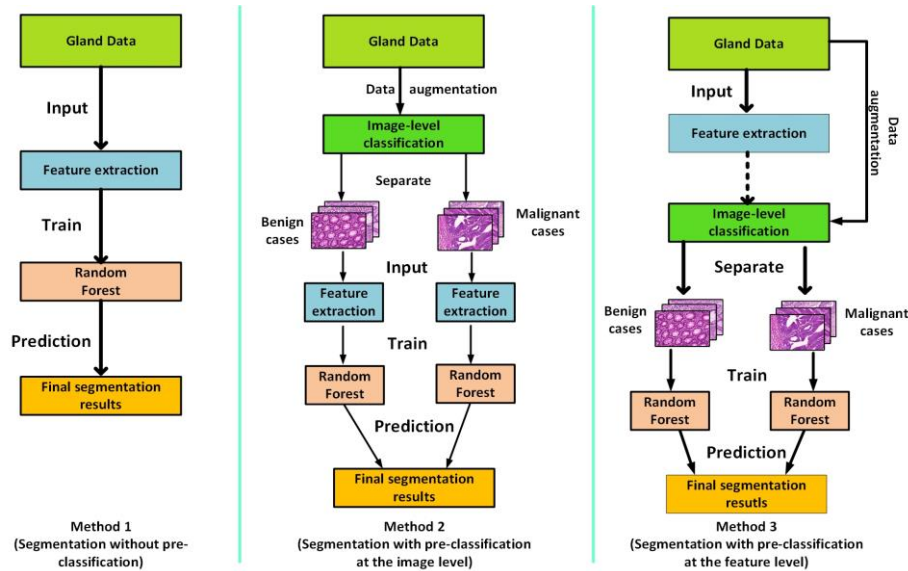 Gland Data
Input
Feature extraction
Train
Random
Forest
Prediction
Final segmentation
results
Method 1
(Segmentation without pre-
classification)
Gland Data
Data augmentation
Image-level
classification
Separate
Benign
cases
Malignant
cases
Input
Feature
extraction
Feature
extraction
Train
Random
Forest
Random
Forest
Prediction
Final segmentation
results
Method 2
(Segmentation with pre-classification
at the image level)
Gland Data
Input
Data
augmentation
Feature extraction
Image-level
classification
Separate
Benign
cases
Malignant
cases
Train
Random
Forest
Random
Forest
Prediction
Final segmentation
resutls
Method 3
(Segmentation with pre-classification
at the feature level)